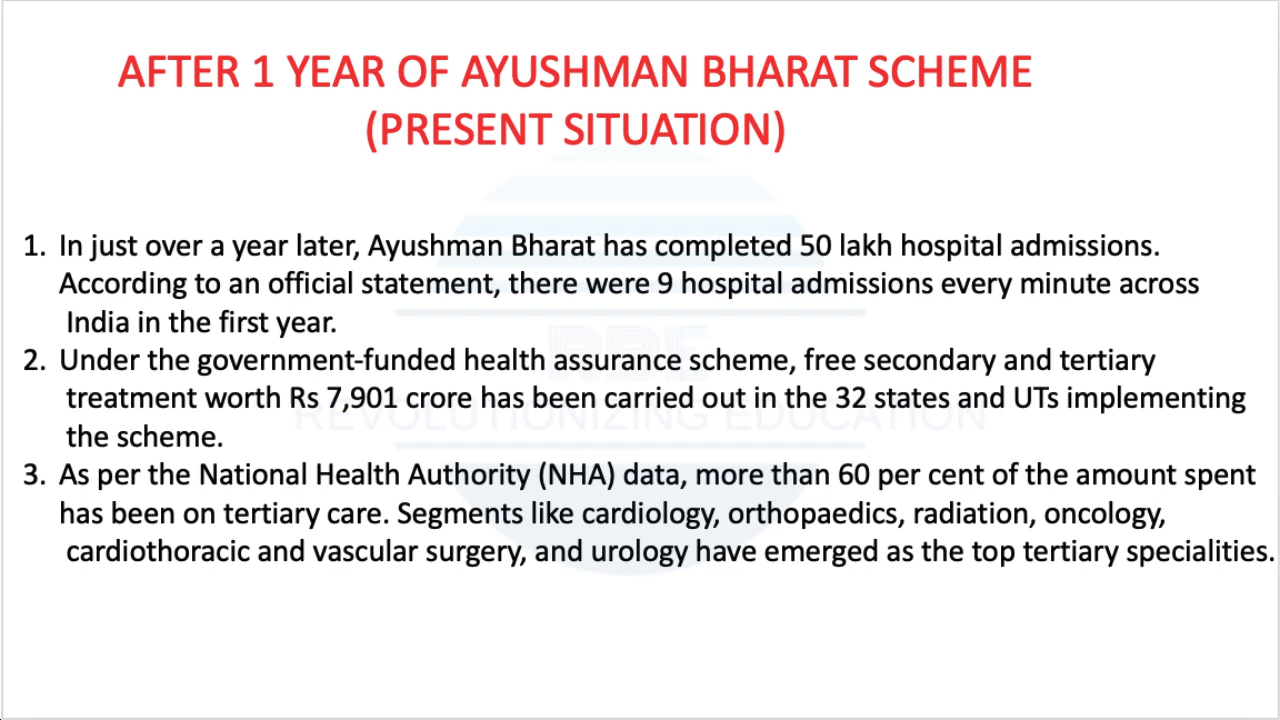 AFTER 1 YEAR OF AYUSHMAN BHARAT SCHEME
(PRESENT SITUATION)
1. In just over a year later, Ayushman Bharat has completed 50 lakh hospital admissions.
According to an official statement, there were 9 hospital admissions every minute across
India in the first year.
2. Under the government-funded health assurance scheme, free secondary and tertiary
treatment worth Rs 7,901 crore has been carried out in the 32 states and UTs implementing
the scheme.
3. As per the National Health Authority (NHA) data, more than 60 per cent of the amount spent
has been on tertiary care. Segments like cardiology, orthopaedics, radiation, oncology,
cardiothoracic and vascular surgery, and urology have emerged as the top tertiary specialities.
RBE
REVOLUTIONIZING EDUCATION